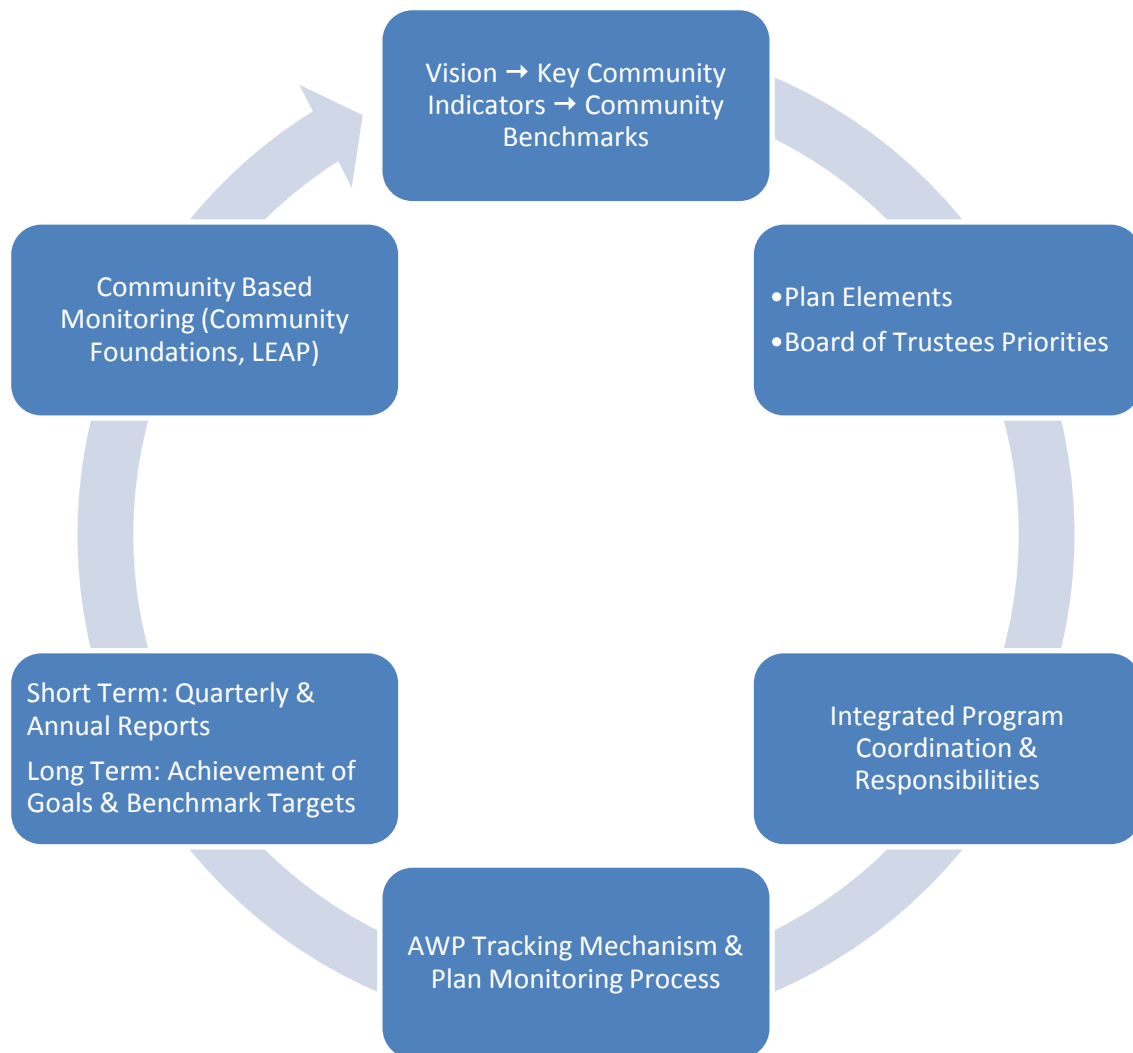 Vision → Key Community
Indicators → Community
Benchmarks
•Plan Elements
•Board of Trustees Priorities
Integrated Program
Coordination &
Responsibilities
AWP Tracking Mechanism &
Plan Monitoring Process
Short Term: Quarterly &
Annual Reports
Long Term: Achievement of
Goals & Benchmark Targets
Community Based
Monitoring (Community
Foundations, LEAP)